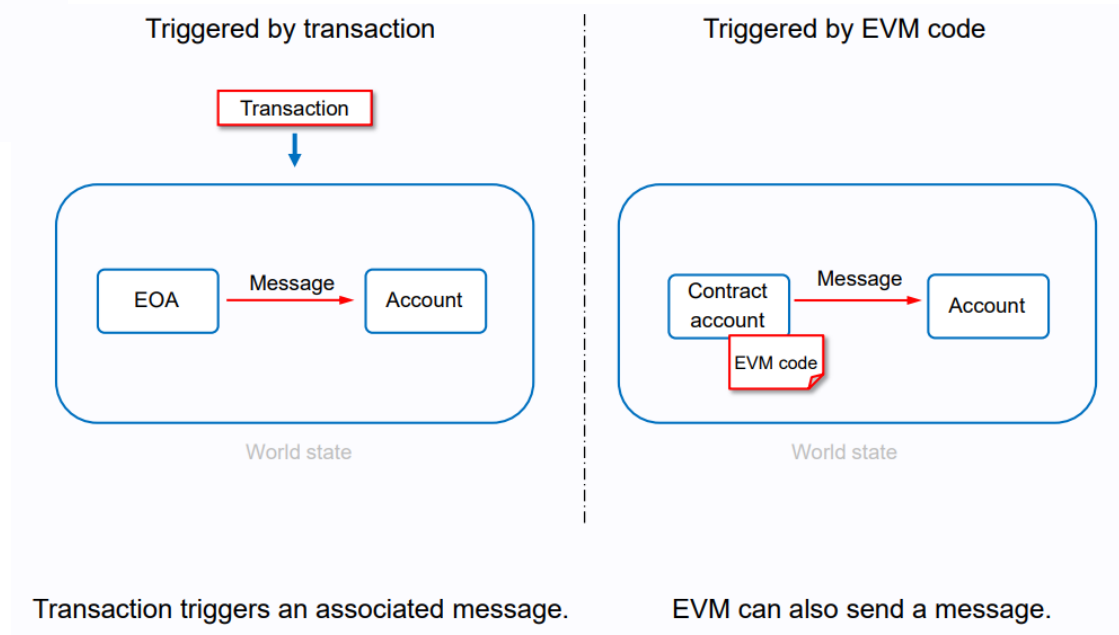 Triggered by transaction
Transaction
EOA
Message
Account
World state
Transaction triggers an associated message.
Triggered by EVM code
Contract
account
EVM code
Message
Account
World state
EVM can also send a message.